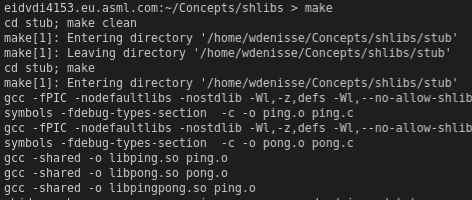 eidvdi4153.eu.asml.com:~/Concepts/shlibs > make
cd stub; make clean
make[1]: Entering directory '/home/wdenisse/Concepts/shlibs/stub'
make[1]: Leaving directory '/home/wdenisse/Concepts/shlibs/stub'
cd stub; make
make[1]: Entering directory '/home/wdenisse/Concepts/shlibs/stub'
gcc -fPIC -nodefaultlibs -nostdlib -Wl,-z,defs -Wl,--no-allow-shlib
symbols -fdebug-types-section  -c -o ping.o ping.c
gcc -fPIC -nodefaultlibs -nostdlib -Wl,-z,defs -Wl,--no-allow-shlib
symbols -fdebug-types-section  -c -o pong.o pong.c
gcc -shared -o libping.so ping.o
gcc -shared -o libpong.so pong.o
gcc -shared -o libpingpong.so ping.o